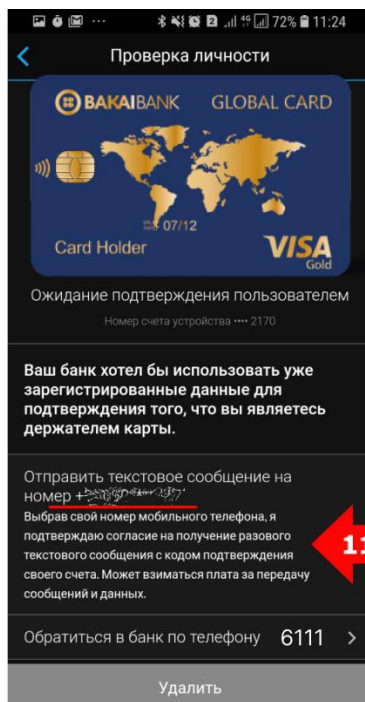 72% 11:24
Проверка личности
BAKAIBANK GLOBAL CARD
07/12
Card Holder
VISA
Gold
Ожидание подтверждения пользователем
Номер счета устройства •••• 2170
Ваш банк хотел бы использовать уже
зарегистрированные данные для
подтверждения того, что вы являетесь
держателем карты.
Отправить текстовое сообщение на
номер +
Выбрав свой номер мобильного телефона, я
подтверждаю согласие на получение разового
текстового сообщения с кодом подтверждения
своего счета. Может взиматься плата за передачу
сообщений и данных.
11
Обратиться в банк по телефону 6111 >
Удалить